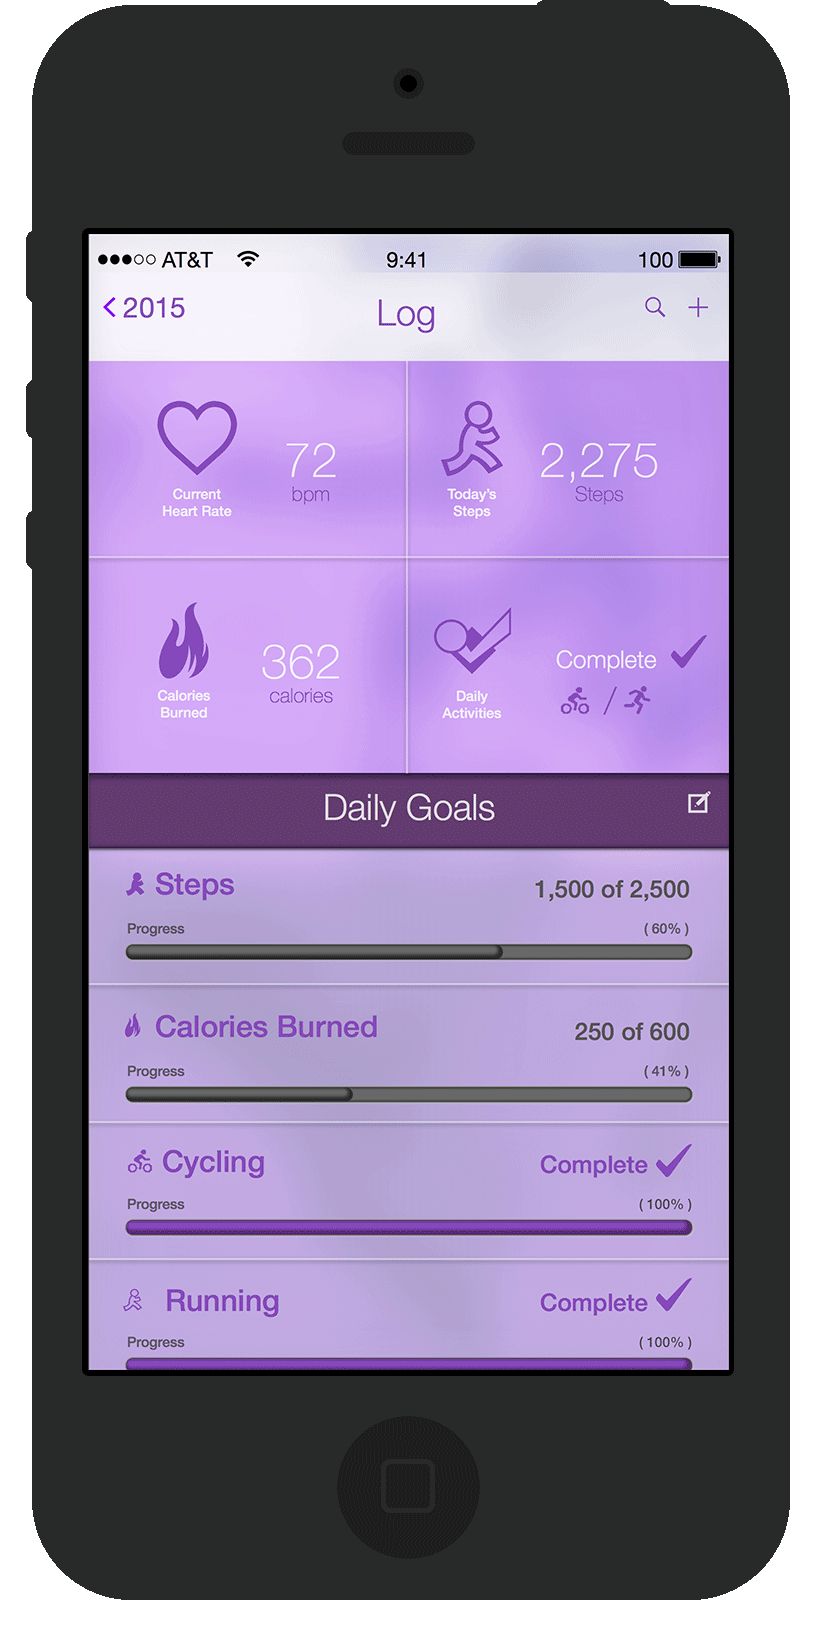 AT&T 9:41 100
2015 Log
72
bpm
Current
Heart Rate
2,275
Steps
Today's
Steps
362
calories
Calories
Burned
Complete
Daily
Activities
Daily Goals
Steps 1,500 of 2,500
Progress ( 60% )
Calories Burned 250 of 600
Progress ( 41% )
Cycling Complete
Progress ( 100% )
Running Complete
Progress ( 100% )